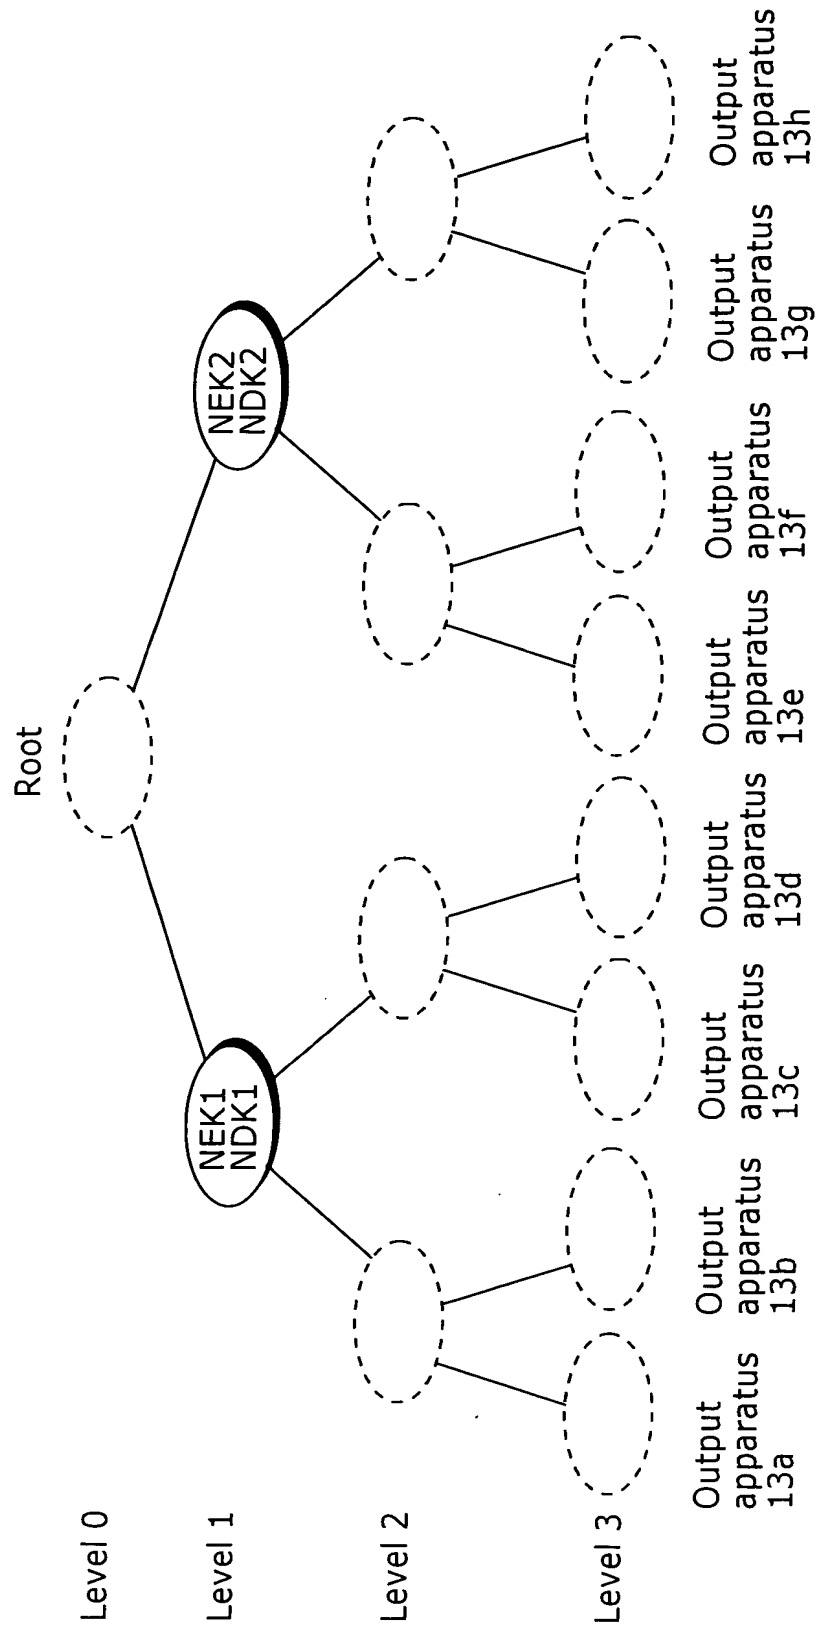 Root
Level 0
Level 1
NEK1
NDK1
NEK2
NDK2
Level 2
Level 3
Output
apparatus
13a
Output
apparatus
13b
Output
apparatus
13c
Output
apparatus
13d
Output
apparatus
13e
Output
apparatus
13f
Output
apparatus
13g
Output
apparatus
13h